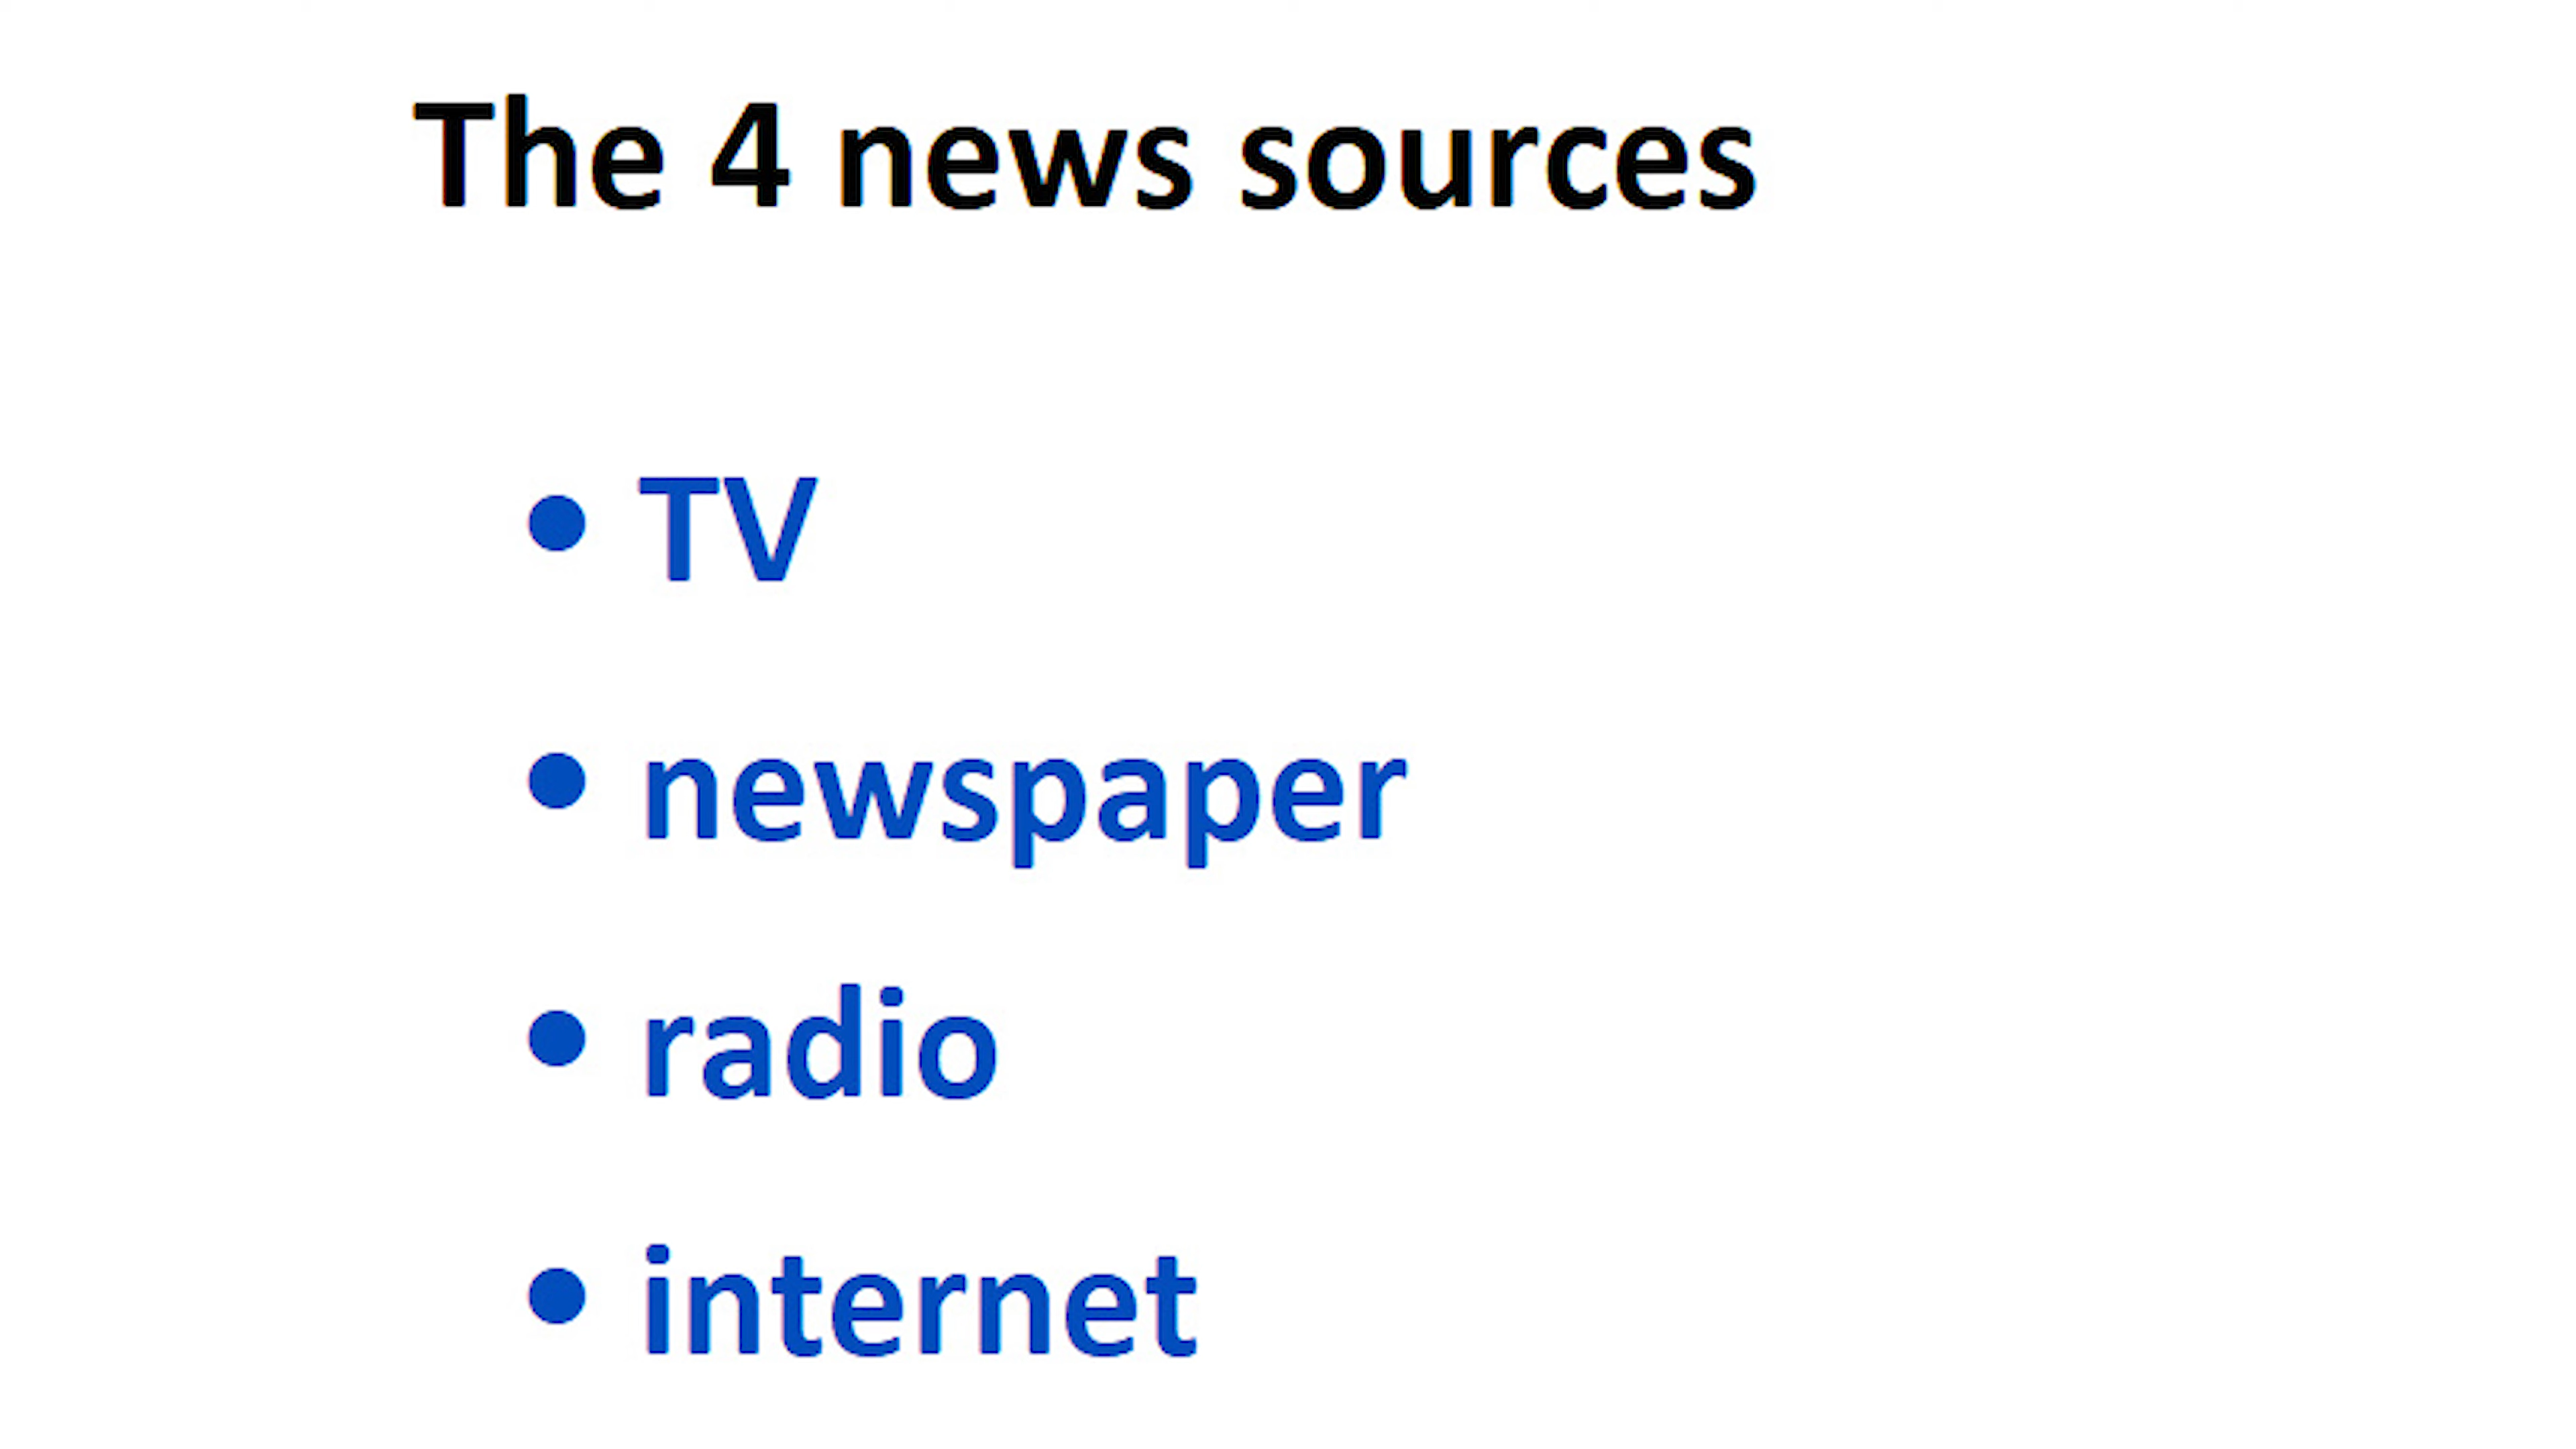 The 4 news sources
• TV
• newspaper
• radio
• internet